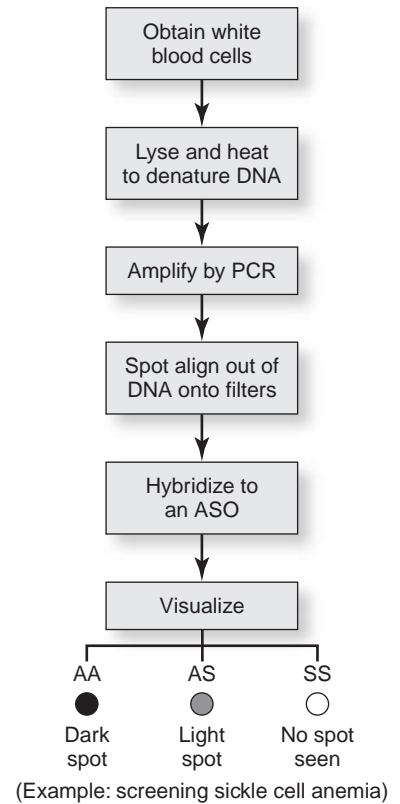 Obtain white
blood cells
Lyse and heat
to denature DNA
Amplify by PCR
Spot align out of
DNA onto filters
Hybridize to
an ASO
Visualize
AA AS SS
Dark Light No spot
spot spot seen
(Example: screening sickle cell anemia)